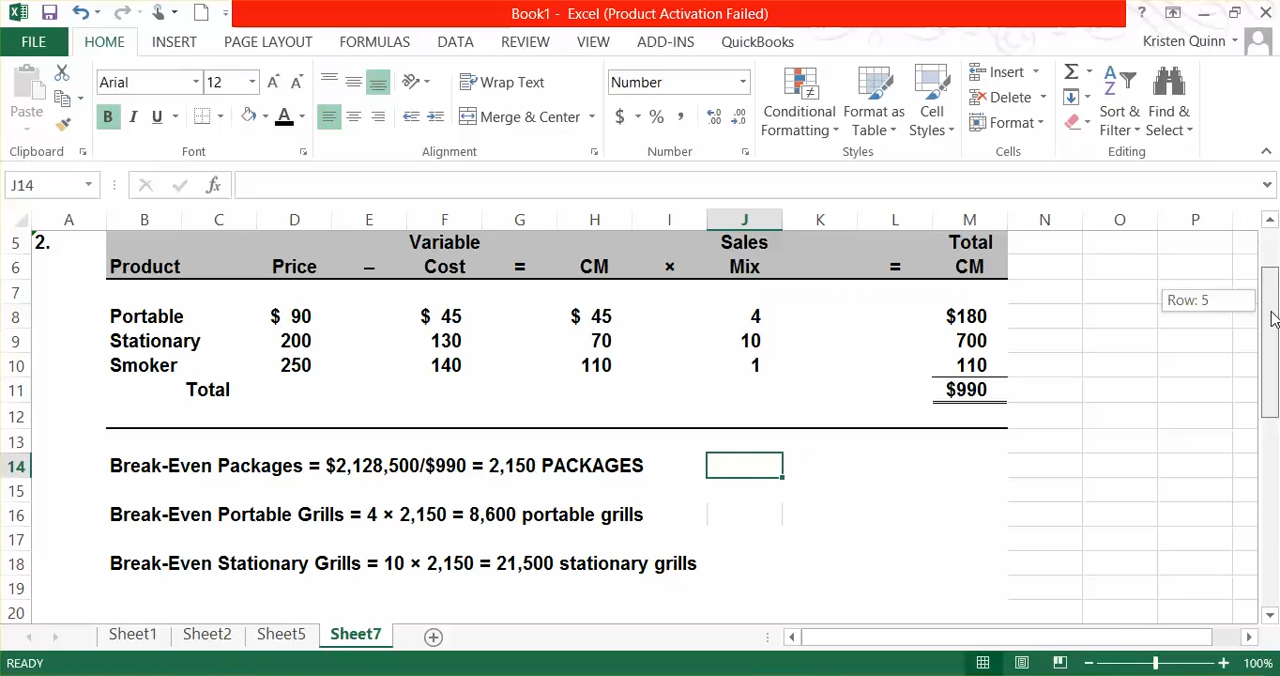 Book1 - Excel (Product Activation Failed)
FILE HOME INSERT PAGE LAYOUT FORMULAS DATA REVIEW VIEW ADD-INS QuickBooks Kristen Quinn
Arial 12 Wrap Text Number Insert
Paste B I U Merge & Center $ % , Conditional Formatting Format as Table Cell Styles Delete Sort & Filter Find & Select
Format
Clipboard Font Alignment Number Styles Cells Editing
J14 fx
A B C D E F G H I J K L M N O P
5 2. Variable Sales Total
6 Product Price – Cost = CM × Mix = CM
7 Row: 5
8 Portable $ 90 $ 45 $ 45 4 $180
9 Stationary 200 130 70 10 700
10 Smoker 250 140 110 1 110
11 Total $990
12
13
14 Break-Even Packages = $2,128,500/$990 = 2,150 PACKAGES
15
16 Break-Even Portable Grills = 4 × 2,150 = 8,600 portable grills
17
18 Break-Even Stationary Grills = 10 × 2,150 = 21,500 stationary grills
19
20
Sheet1 Sheet2 Sheet5 Sheet7
READY 100%